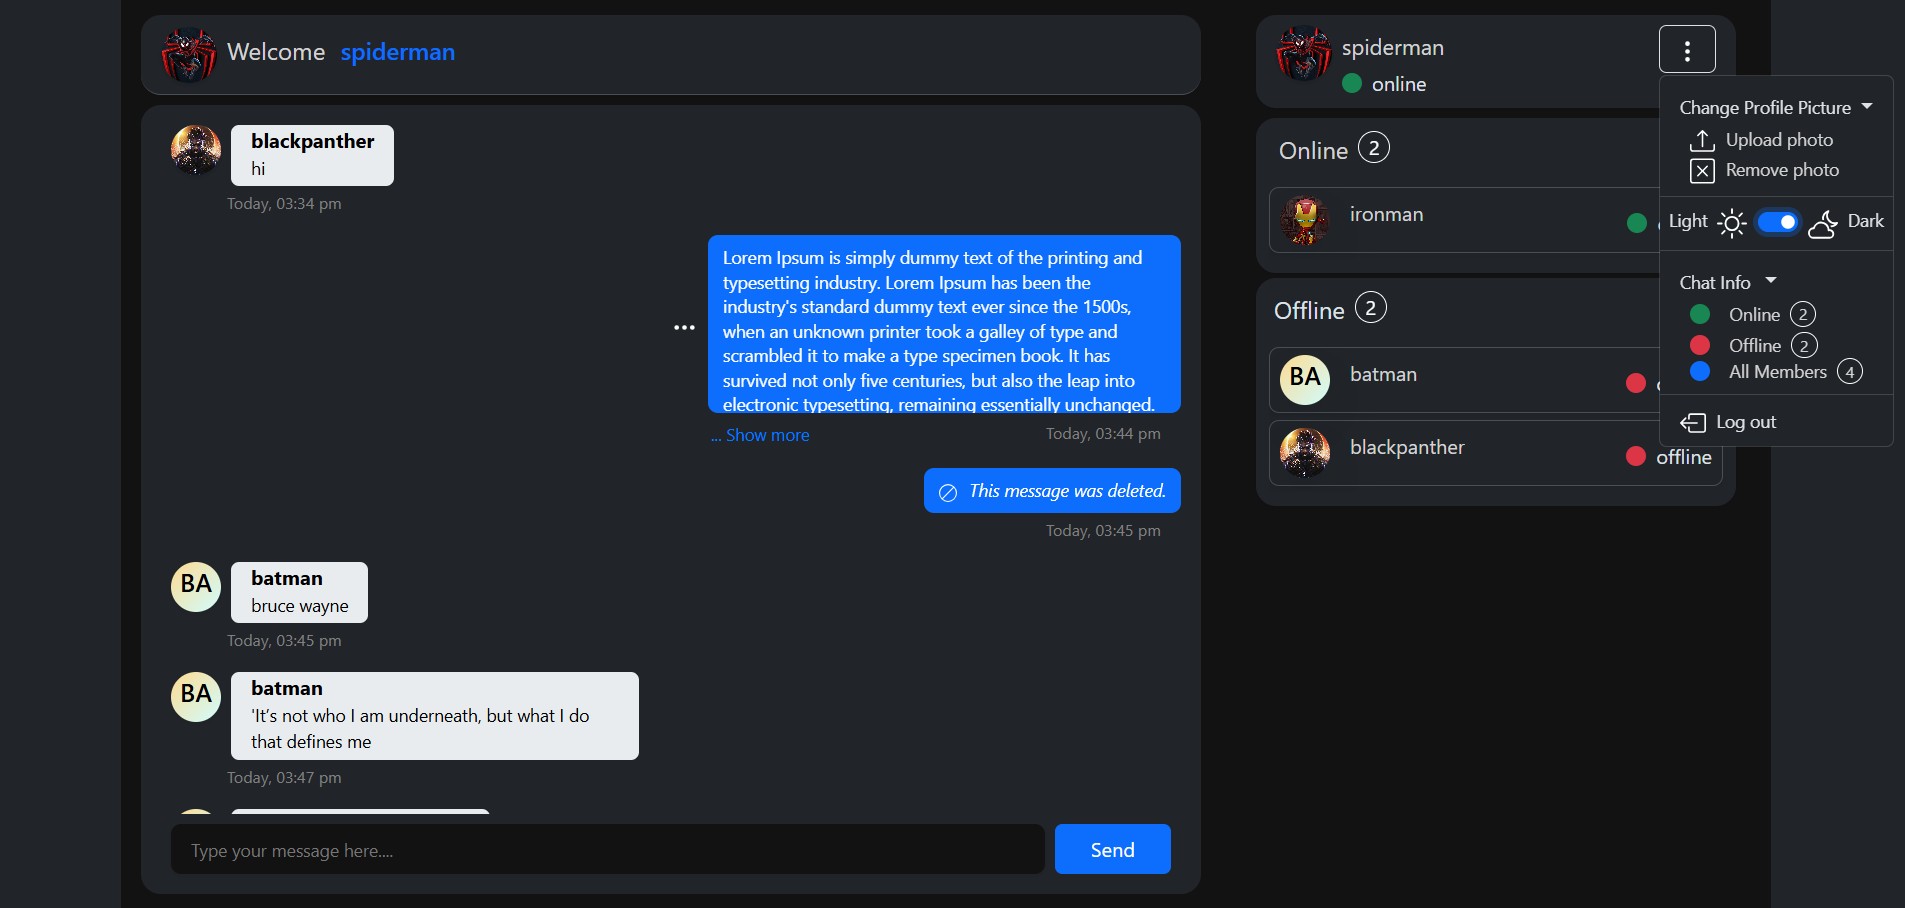 Welcome spiderman
blackpanther
hi
Today, 03:34 pm
Lorem Ipsum is simply dummy text of the printing and
typesetting industry. Lorem Ipsum has been the
industry's standard dummy text ever since the 1500s,
when an unknown printer took a galley of type and
scrambled it to make a type specimen book. It has
survived not only five centuries, but also the leap into
electronic typesetting, remaining essentially unchanged.
... Show more
Today, 03:44 pm
This message was deleted.
Today, 03:45 pm
BA
batman
bruce wayne
Today, 03:45 pm
BA
batman
'It’s not who I am underneath, but what I do
that defines me
Today, 03:47 pm
Type your message here....
Send
spiderman
online
Online 2
ironman
Offline 2
BA
batman
blackpanther
offline
Change Profile Picture
Upload photo
Remove photo
Light
Dark
Chat Info
Online 2
Offline 2
All Members 4
Log out